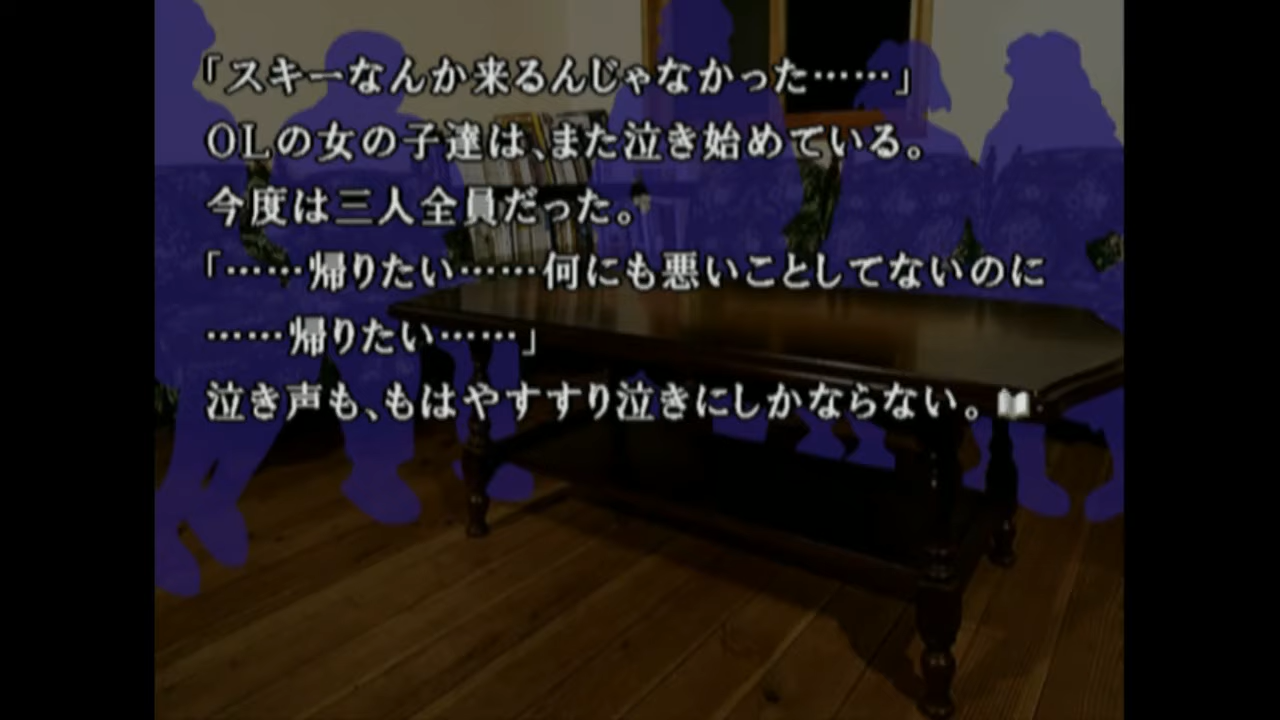 「スキーなんか来るんじゃなかった……」
ＯＬの女の子達は、また泣き始めている。
今度は三人全員だった。
「……帰りたい……何にも悪いことしてないのに
……帰りたい……」
泣き声も、もはやすすり泣きにしかならない。